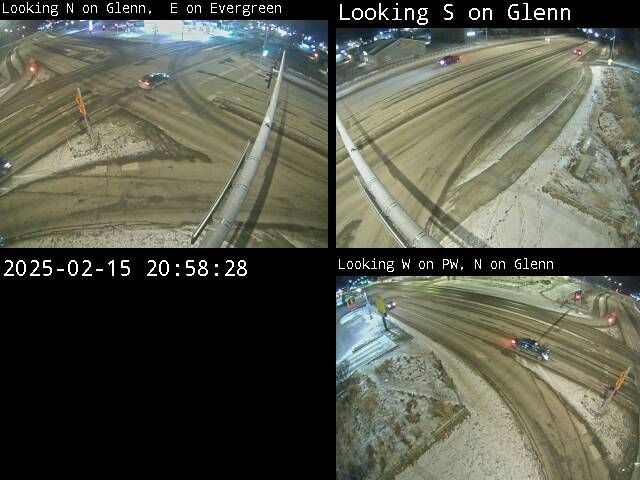 Looking N on Glenn,  E on Evergreen
Looking S on Glenn
2025-02-15 20:58:28
Looking W on PW, N on Glenn